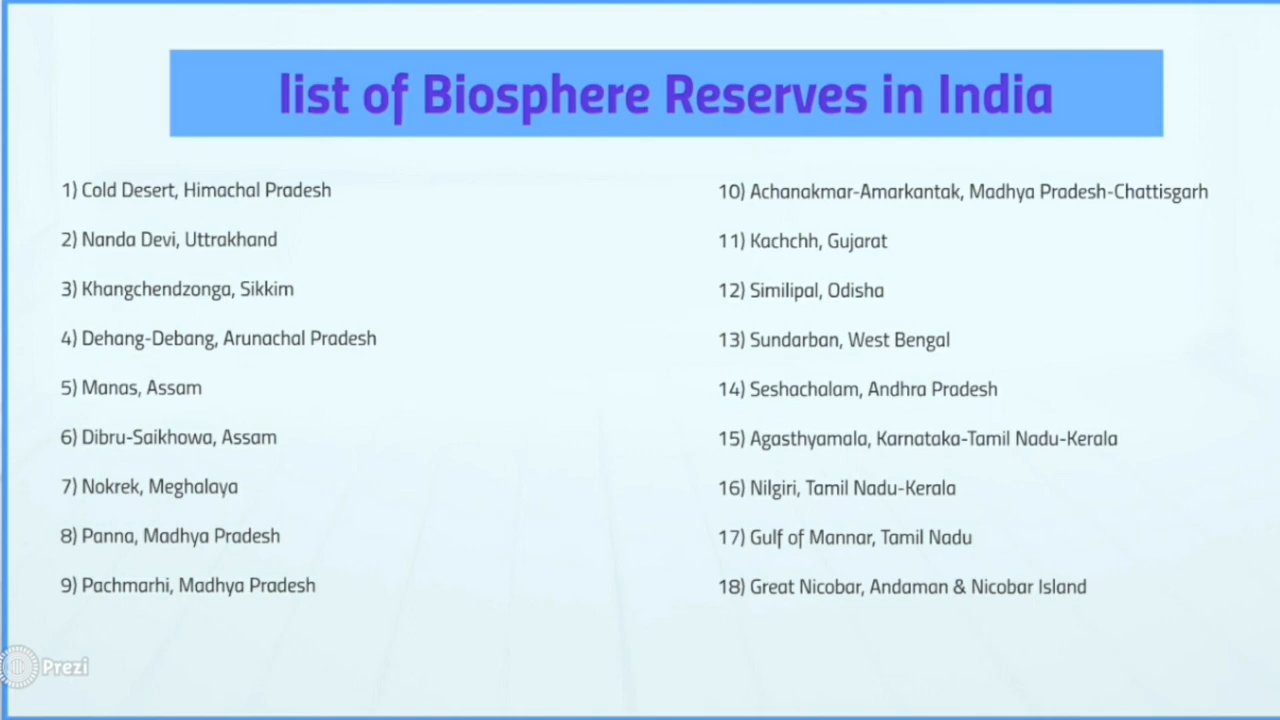 list of Biosphere Reserves in India
1) Cold Desert, Himachal Pradesh
2) Nanda Devi, Uttrakhand
3) Khangchendzonga, Sikkim
4) Dehang-Debang, Arunachal Pradesh
5) Manas, Assam
6) Dibru-Saikhowa, Assam
7) Nokrek, Meghalaya
8) Panna, Madhya Pradesh
9) Pachmarhi, Madhya Pradesh
10) Achanakmar-Amarkantak, Madhya Pradesh-Chattisgarh
11) Kachchh, Gujarat
12) Similipal, Odisha
13) Sundarban, West Bengal
14) Seshachalam, Andhra Pradesh
15) Agasthyamala, Karnataka-Tamil Nadu-Kerala
16) Nilgiri, Tamil Nadu-Kerala
17) Gulf of Mannar, Tamil Nadu
18) Great Nicobar, Andaman & Nicobar Island
Prezi